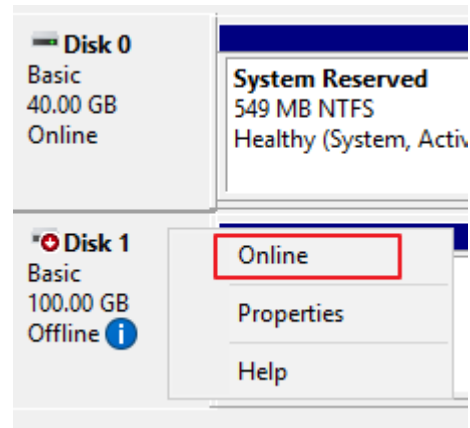 Disk 0
Basic
40.00 GB
Online
System Reserved
549 MB NTFS
Healthy (System, Activ
Disk 1
Basic
100.00 GB
Offline
Online
Properties
Help